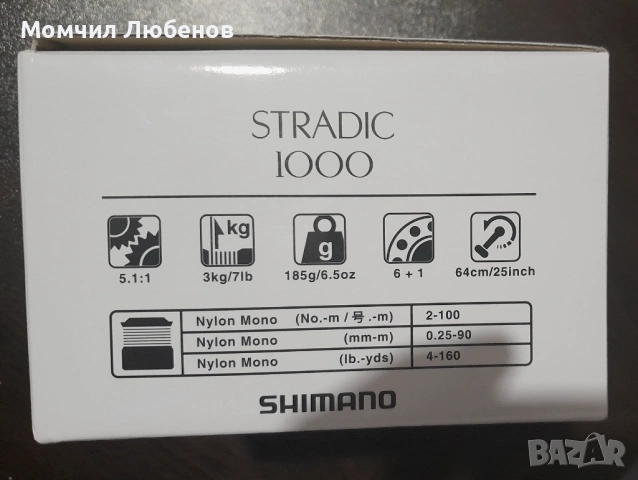 Момчил Любенов
STRADIC
1000
kg
g
5.1:1
3kg/7lb
185g/6.5oz
6 + 1
64cm/25inch
Nylon Mono (No.-m / 号.-m) 2-100
Nylon Mono (mm-m) 0.25-90
Nylon Mono (lb.-yds) 4-160
SHIMANO
BAZAR